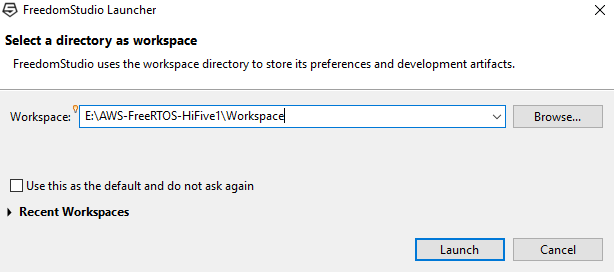 FreedomStudio Launcher
Select a directory as workspace
FreedomStudio uses the workspace directory to store its preferences and development artifacts.
Workspace: E:\AWS-FreeRTOS-HiFive1\Workspace Browse...
Use this as the default and do not ask again
Recent Workspaces
Launch Cancel